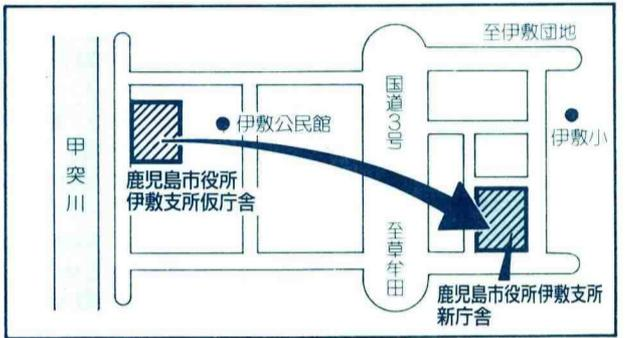 至伊敷団地
国道3号
伊敷公民館
伊敷小
甲突川
鹿児島市役所
伊敷支所仮庁舎
至草牟田
鹿児島市役所伊敷支所
新庁舎